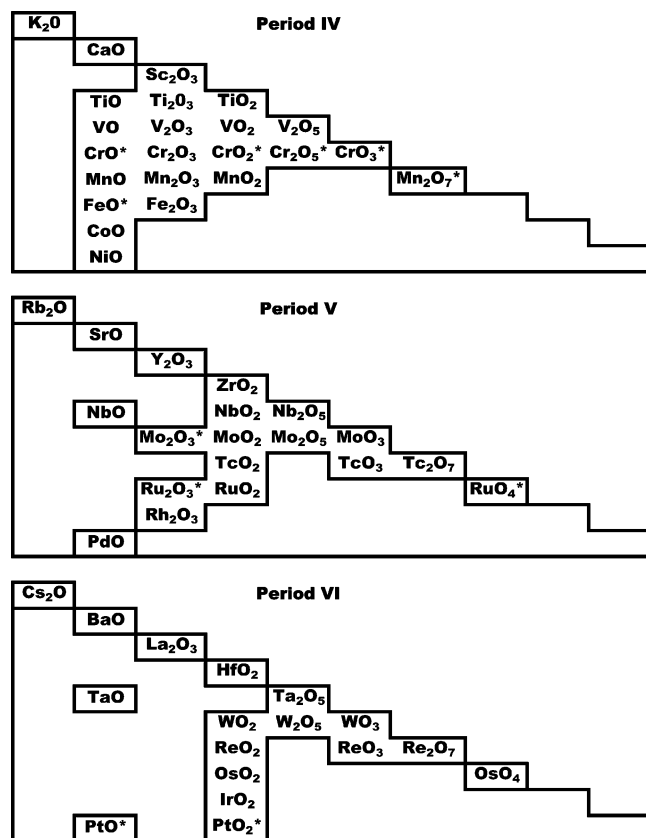 K₂0 Period IV
CaO
Sc₂O₃
TiO Ti₂0₃ TiO₂
VO V₂O₃ VO₂ V₂O₅
CrO* Cr₂O₃ CrO₂* Cr₂O₅* CrO₃*
MnO Mn₂O₃ MnO₂ Mn₂O₇*
FeO* Fe₂O₃
CoO
NiO
Rb₂O Period V
SrO
Y₂O₃
ZrO₂
NbO NbO₂ Nb₂O₅
Mo₂O₃* MoO₂ Mo₂O₅ MoO₃
TcO₂ TcO₃ Tc₂O₇
Ru₂O₃* RuO₂ RuO₄*
Rh₂O₃
PdO
Cs₂O Period VI
BaO
La₂O₃
HfO₂
TaO Ta₂O₅
WO₂ W₂O₅ WO₃
ReO₂ ReO₃ Re₂O₇
OsO₂ OsO₄
IrO₂
PtO* PtO₂*